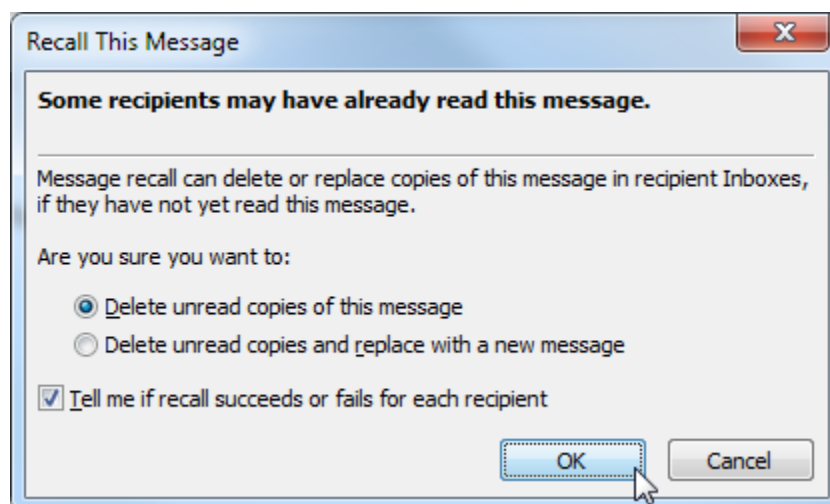 Recall This Message
Some recipients may have already read this message.
Message recall can delete or replace copies of this message in recipient Inboxes,
if they have not yet read this message.
Are you sure you want to:
Delete unread copies of this message
Delete unread copies and replace with a new message
Tell me if recall succeeds or fails for each recipient
OK Cancel